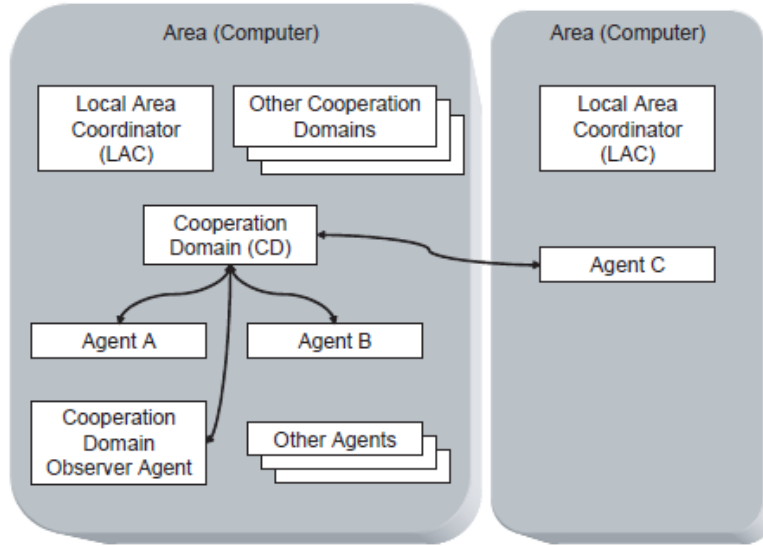 Area (Computer)
Local Area
Coordinator
(LAC)
Other Cooperation
Domains
Cooperation
Domain (CD)
Agent A
Agent B
Cooperation
Domain
Observer Agent
Other Agents
Area (Computer)
Local Area
Coordinator
(LAC)
Agent C